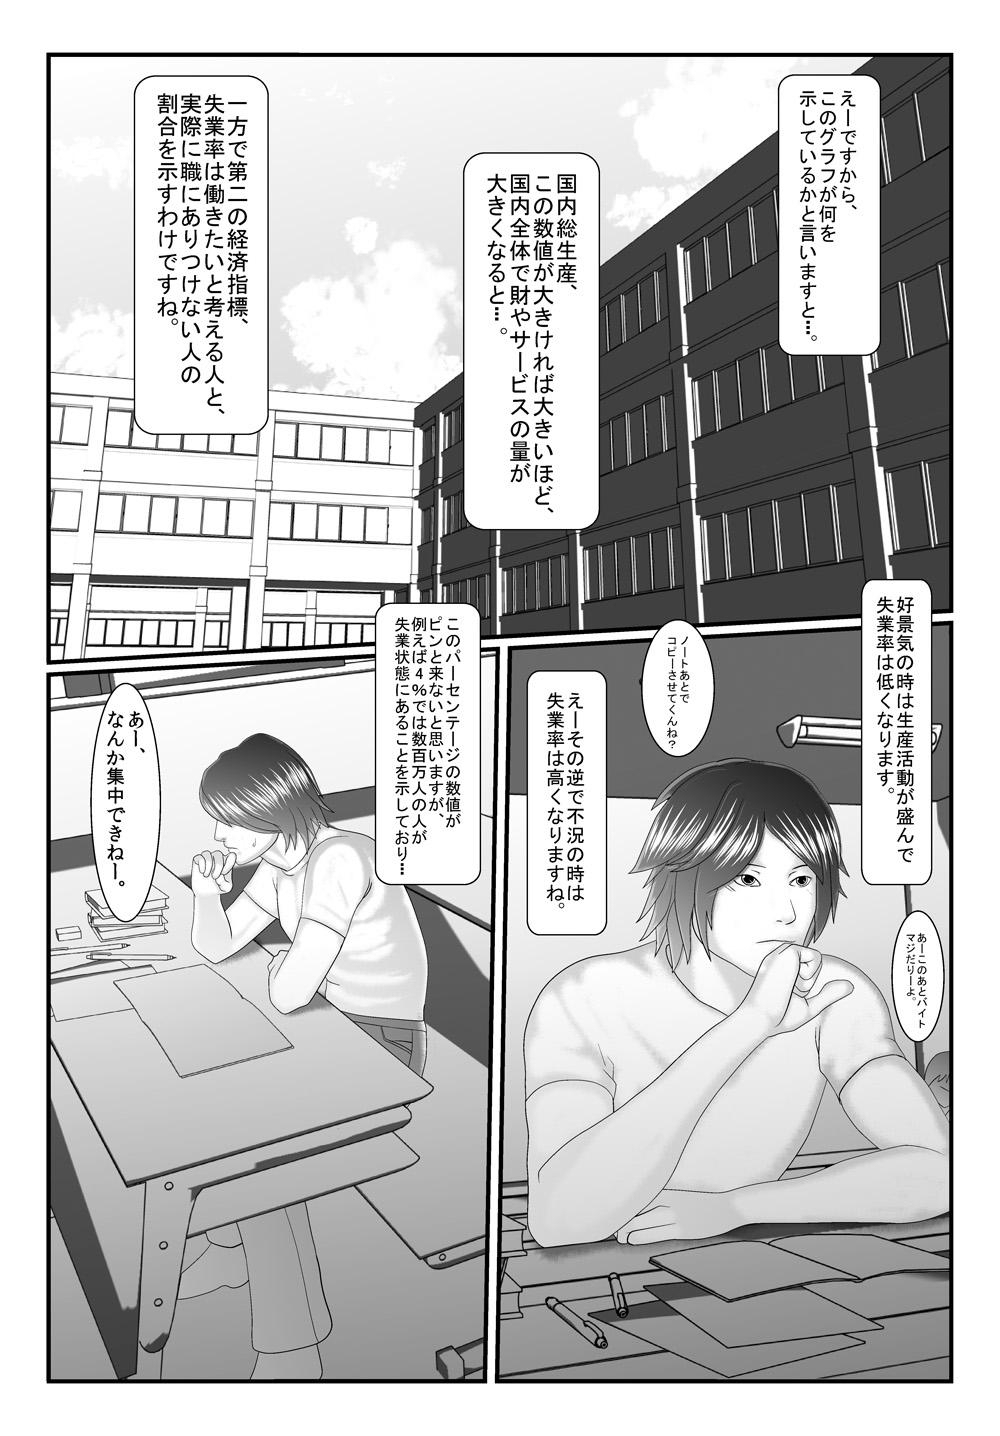 えーですから、
このグラフが何を
示しているかと言いますと…。
国内総生産、
この数値が大きければ大きいほど、
国内全体で財やサービスの量が
大きくなると…。
一方で第二の経済指標、
失業率は働きたいと考える人と、
実際に職にありつけない人の
割合を示すわけですね。
好景気の時は生産活動が盛んで
失業率は低くなります。
ノートあとで
コピーさせてくんね？
えーその逆で不況の時は
失業率は高くなりますね。
あーこのあとバイト
マジだりーよ。
このパーセンテージの数値が
ピンと来ないと思いますが、
例えば4%では数百万人の人が
失業状態にあることを示しており…
あー、
なんか集中できねー。